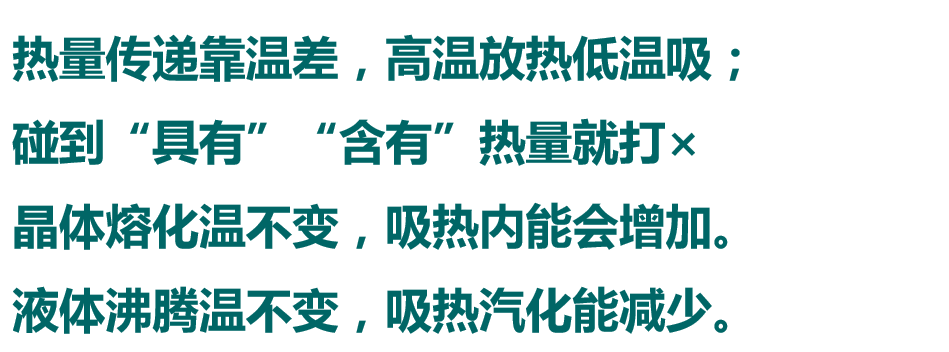 热量传递靠温差，高温放热低温吸；
碰到“具有”“含有”热量就打×
晶体熔化温不变，吸热内能会增加。
液体沸腾温不变，吸热汽化能减少。